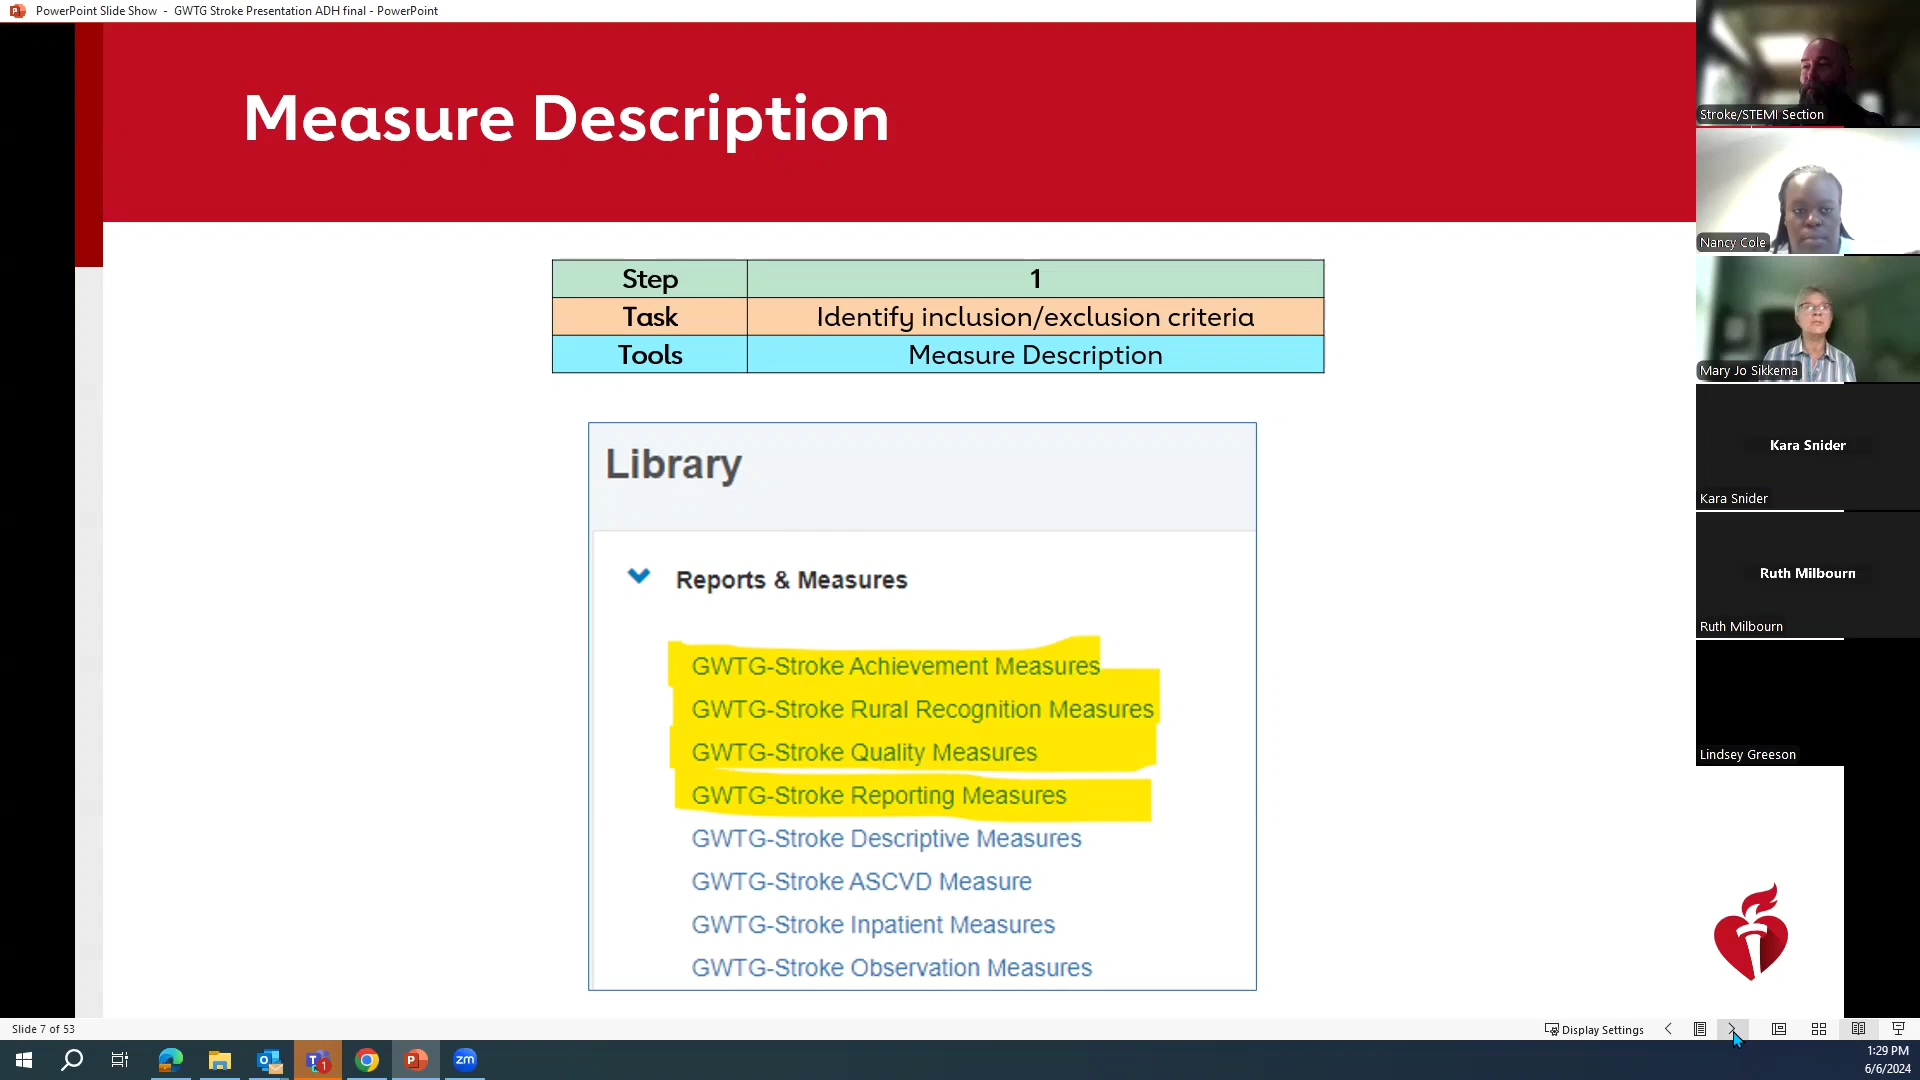 PowerPoint Slide Show - GWTG Stroke Presentation ADH final - PowerPoint
Measure Description
Step 1
Task Identify inclusion/exclusion criteria
Tools Measure Description
Library
Reports & Measures
GWTG-Stroke Achievement Measures
GWTG-Stroke Rural Recognition Measures
GWTG-Stroke Quality Measures
GWTG-Stroke Reporting Measures
GWTG-Stroke Descriptive Measures
GWTG-Stroke ASCVD Measure
GWTG-Stroke Inpatient Measures
GWTG-Stroke Observation Measures
Stroke/STEMI Section
Nancy Cole
Mary Jo Sikkema
Kara Snider
Kara Snider
Ruth Milbourn
Ruth Milbourn
Lindsey Greeson
Slide 7 of 53
Display Settings
zm
1:29 PM
6/6/2024